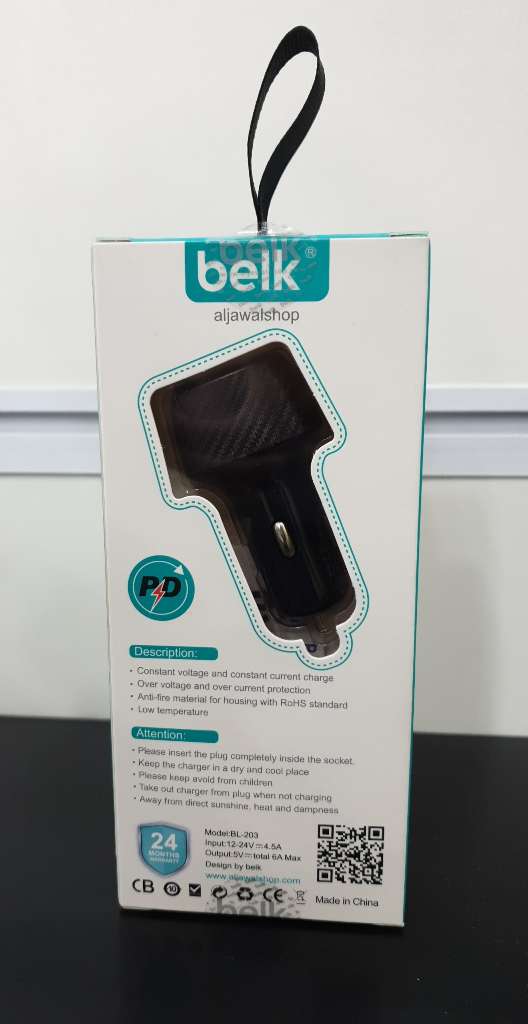 belk®
aljawalshop
PD
Description:
• Constant voltage and constant current charge
• Over voltage and over current protection
• Anti-fire material for housing with RoHS standard
• Low temperature
Attention:
• Please insert the plug completely inside the socket.
• Keep the charger in a dry and cool place
• Please keep avoid from children
• Take out charger from plug when not charging
• Away from direct sunshine, heat and dampness
24
MONTHS
WARRANTY
Model:BL-203
Input:12-24V⎓4.5A
Output:5V⎓total 6A Max
Design by belk
www.aljawalshop.com
CB 10 CE
Made in China
belk